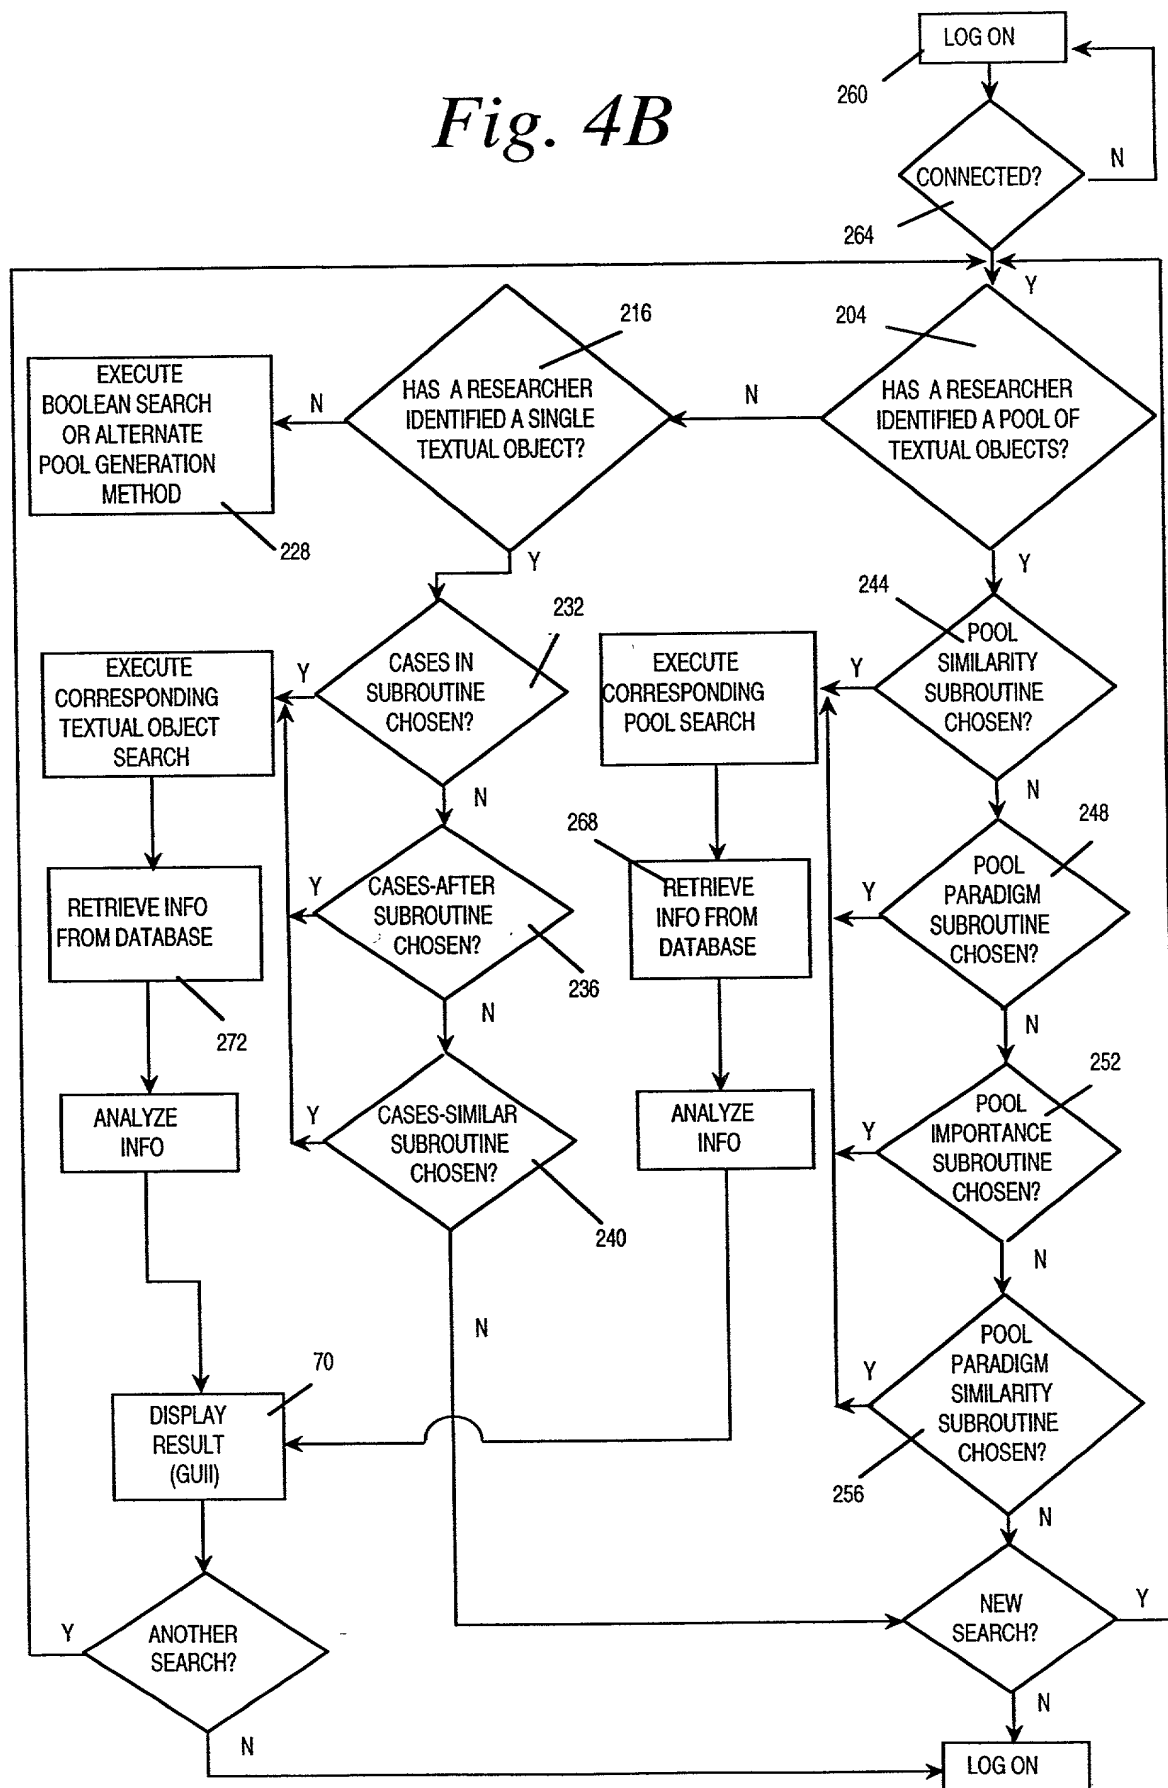 LOG ON
260
Fig. 4B
CONNECTED?
N
264
Y
216
204
EXECUTE
BOOLEAN SEARCH
OR ALTERNATE
POOL GENERATION
METHOD
N
HAS A RESEARCHER
IDENTIFIED A SINGLE
TEXTUAL OBJECT?
N
HAS A RESEARCHER
IDENTIFIED A POOL OF
TEXTUAL OBJECTS?
228
Y
Y
244
232
EXECUTE
CORRESPONDING
TEXTUAL OBJECT
SEARCH
Y
CASES IN
SUBROUTINE
CHOSEN?
EXECUTE
CORRESPONDING
POOL SEARCH
Y
POOL
SIMILARITY
SUBROUTINE
CHOSEN?
N
N
248
268
RETRIEVE INFO
FROM DATABASE
Y
CASES-AFTER
SUBROUTINE
CHOSEN?
RETRIEVE
INFO FROM
DATABASE
Y
POOL
PARADIGM
SUBROUTINE
CHOSEN?
236
272
N
N
252
ANALYZE
INFO
Y
CASES-SIMILAR
SUBROUTINE
CHOSEN?
ANALYZE
INFO
Y
POOL
IMPORTANCE
SUBROUTINE
CHOSEN?
240
N
N
70
DISPLAY
RESULT
(GUII)
Y
POOL
PARADIGM
SIMILARITY
SUBROUTINE
CHOSEN?
256
N
Y
ANOTHER
SEARCH?
NEW
SEARCH?
Y
N
N
LOG ON